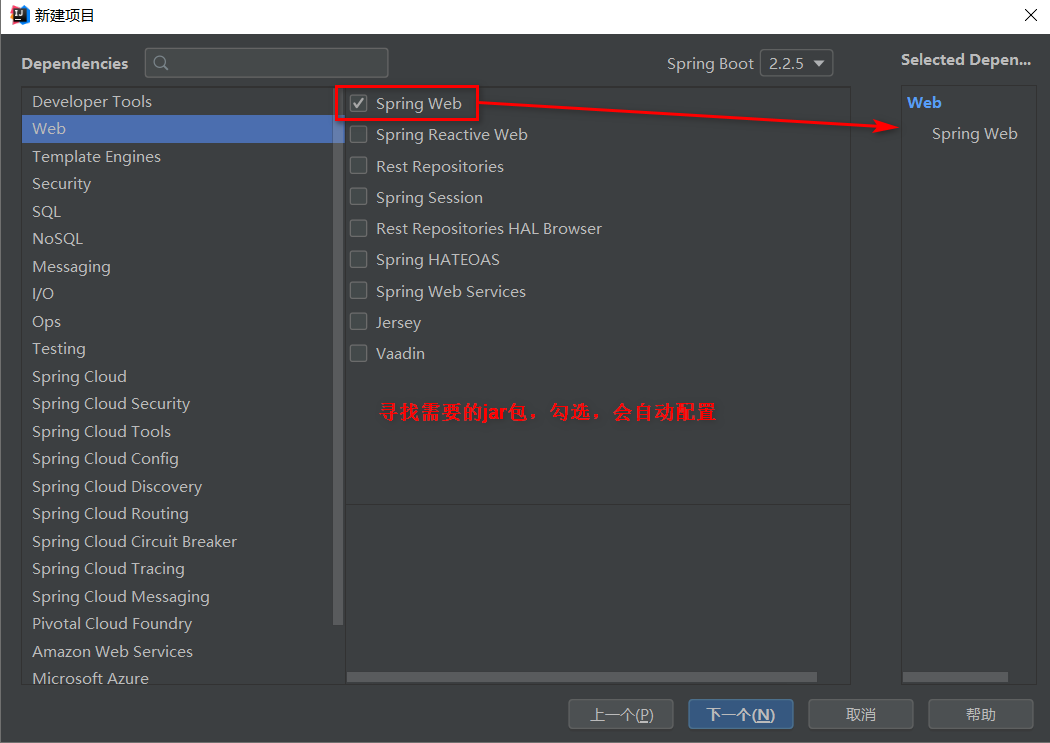 新建项目
Dependencies
Spring Boot 2.2.5
Selected Depen...
Developer Tools
Web
Template Engines
Security
SQL
NoSQL
Messaging
I/O
Ops
Testing
Spring Cloud
Spring Cloud Security
Spring Cloud Tools
Spring Cloud Config
Spring Cloud Discovery
Spring Cloud Routing
Spring Cloud Circuit Breaker
Spring Cloud Tracing
Spring Cloud Messaging
Pivotal Cloud Foundry
Amazon Web Services
Microsoft Azure
Spring Web
Spring Reactive Web
Rest Repositories
Spring Session
Rest Repositories HAL Browser
Spring HATEOAS
Spring Web Services
Jersey
Vaadin
寻找需要的jar包，勾选，会自动配置
Web
Spring Web
上一个(P)
下一个(N)
取消
帮助